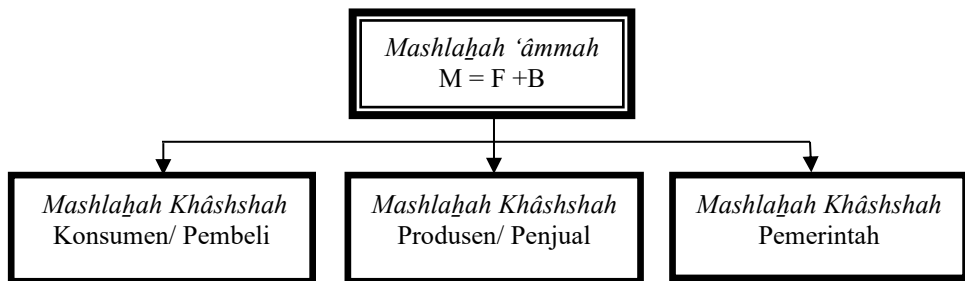 Mashlaḫah ‘âmmah
M = F +B
Mashlaḫah Khâshshah
Konsumen/ Pembeli
Mashlaḫah Khâshshah
Produsen/ Penjual
Mashlaḫah Khâshshah
Pemerintah